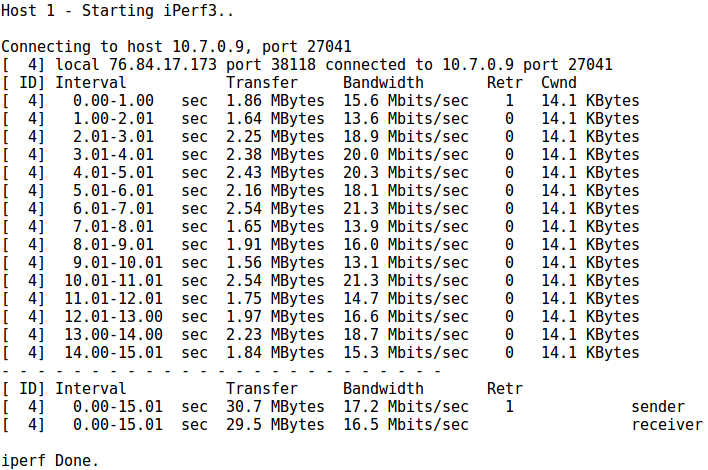 Host 1 - Starting iPerf3..
Connecting to host 10.7.0.9, port 27041
[  4] local 76.84.17.173 port 38118 connected to 10.7.0.9 port 27041
[ ID] Interval           Transfer     Bandwidth       Retr  Cwnd
[  4]   0.00-1.00   sec  1.86 MBytes  15.6 Mbits/sec    1   14.1 KBytes
[  4]   1.00-2.01   sec  1.64 MBytes  13.6 Mbits/sec    0   14.1 KBytes
[  4]   2.01-3.01   sec  2.25 MBytes  18.9 Mbits/sec    0   14.1 KBytes
[  4]   3.01-4.01   sec  2.38 MBytes  20.0 Mbits/sec    0   14.1 KBytes
[  4]   4.01-5.01   sec  2.43 MBytes  20.3 Mbits/sec    0   14.1 KBytes
[  4]   5.01-6.01   sec  2.16 MBytes  18.1 Mbits/sec    0   14.1 KBytes
[  4]   6.01-7.01   sec  2.54 MBytes  21.3 Mbits/sec    0   14.1 KBytes
[  4]   7.01-8.01   sec  1.65 MBytes  13.9 Mbits/sec    0   14.1 KBytes
[  4]   8.01-9.01   sec  1.91 MBytes  16.0 Mbits/sec    0   14.1 KBytes
[  4]   9.01-10.01  sec  1.56 MBytes  13.1 Mbits/sec    0   14.1 KBytes
[  4]  10.01-11.01  sec  2.54 MBytes  21.3 Mbits/sec    0   14.1 KBytes
[  4]  11.01-12.01  sec  1.75 MBytes  14.7 Mbits/sec    0   14.1 KBytes
[  4]  12.01-13.00  sec  1.97 MBytes  16.6 Mbits/sec    0   14.1 KBytes
[  4]  13.00-14.00  sec  2.23 MBytes  18.7 Mbits/sec    0   14.1 KBytes
[  4]  14.00-15.01  sec  1.84 MBytes  15.3 Mbits/sec    0   14.1 KBytes
- - - - - - - - - - - - - - - - - - - - - - - - -
[ ID] Interval           Transfer     Bandwidth       Retr
[  4]   0.00-15.01  sec  30.7 MBytes  17.2 Mbits/sec    1             sender
[  4]   0.00-15.01  sec  29.5 MBytes  16.5 Mbits/sec                  receiver
iperf Done.